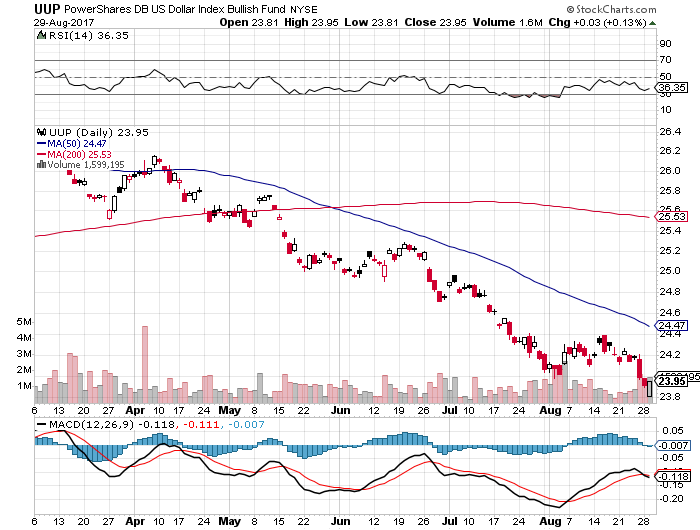 UUP PowerShares DB US Dollar Index Bullish Fund NYSE © StockCharts.com
29-Aug-2017 Open 23.81 High 23.95 Low 23.81 Close 23.95 Volume 1.6M Chg +0.03 (+0.13%)
RSI(14) 36.35
90
70
50
36.35
30
10
UUP (Daily) 23.95
MA(50) 24.47
MA(200) 25.53
Volume 1,599,195
26.4
26.2
26.0
25.8
25.6
25.53
25.4
25.2
25.0
24.8
24.6
24.47
24.4
24.2
23.95
23.8
5M
4M
3M
2M
1M
6 13 20 27 Apr 10 17 24 May 8 15 22 Jun 12 19 26 Jul 10 17 24 Aug 7 14 21 28
MACD(12,26,9) -0.118, -0.111, -0.007
0.05
-0.007
-0.05
-0.118
-0.15
-0.20
6 13 20 27 Apr 10 17 24 May 8 15 22 Jun 12 19 26 Jul 10 17 24 Aug 7 14 21 28